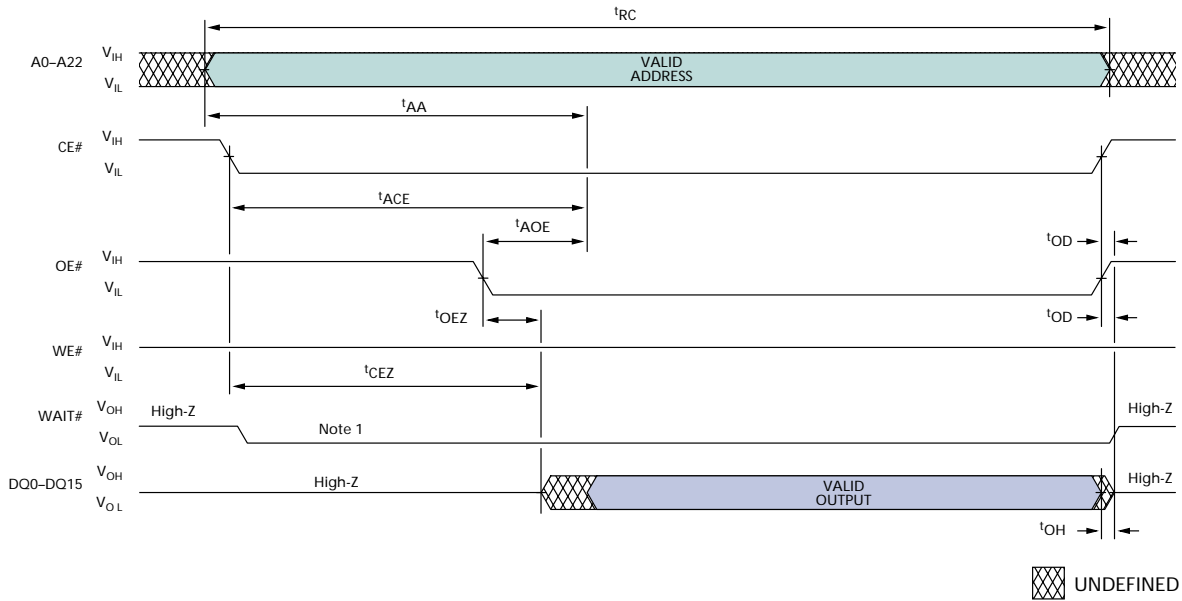 tRC
A0–A22
VIH
VIL
VALID
ADDRESS
tAA
CE#
VIH
VIL
tACE
tAOE
tOD
OE#
VIH
VIL
tOEZ
tOD
WE#
VIH
VIL
tCEZ
WAIT#
VOH
VOL
High-Z
Note 1
High-Z
DQ0–DQ15
VOH
VO L
High-Z
VALID
OUTPUT
High-Z
tOH
UNDEFINED